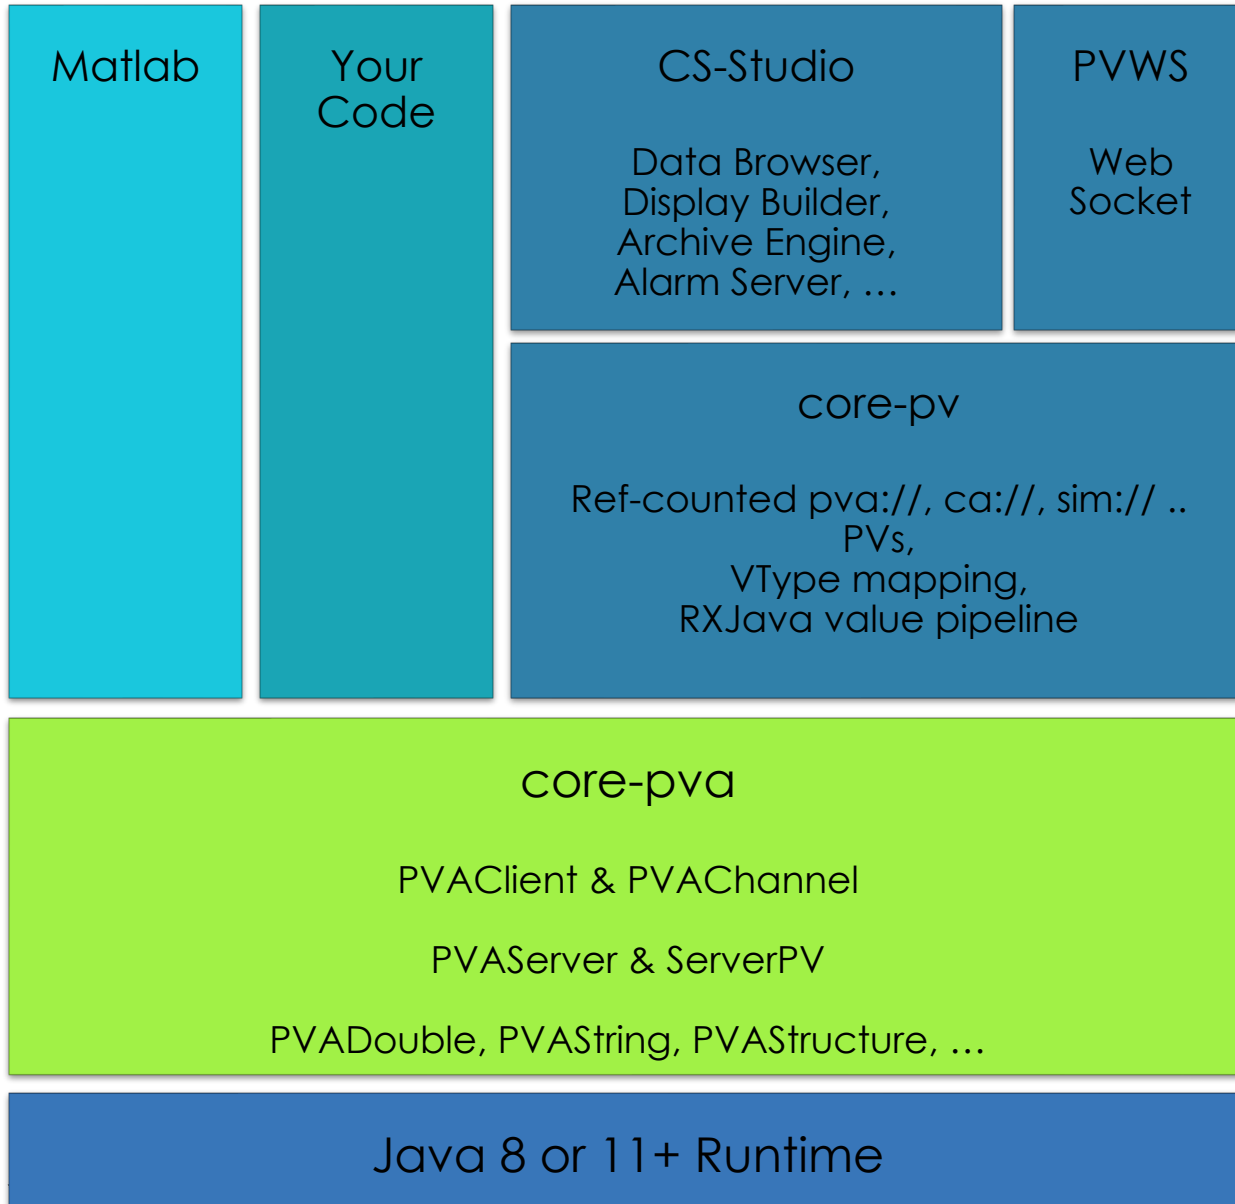 Matlab
Your
Code
CS-Studio
Data Browser,
Display Builder,
Archive Engine,
Alarm Server, …
PVWS
Web
Socket
core-pv
Ref-counted pva://, ca://, sim:// ..
PVs,
VType mapping,
RXJava value pipeline
core-pva
PVAClient & PVAChannel
PVAServer & ServerPV
PVADouble, PVAString, PVAStructure, …
Java 8 or 11+ Runtime